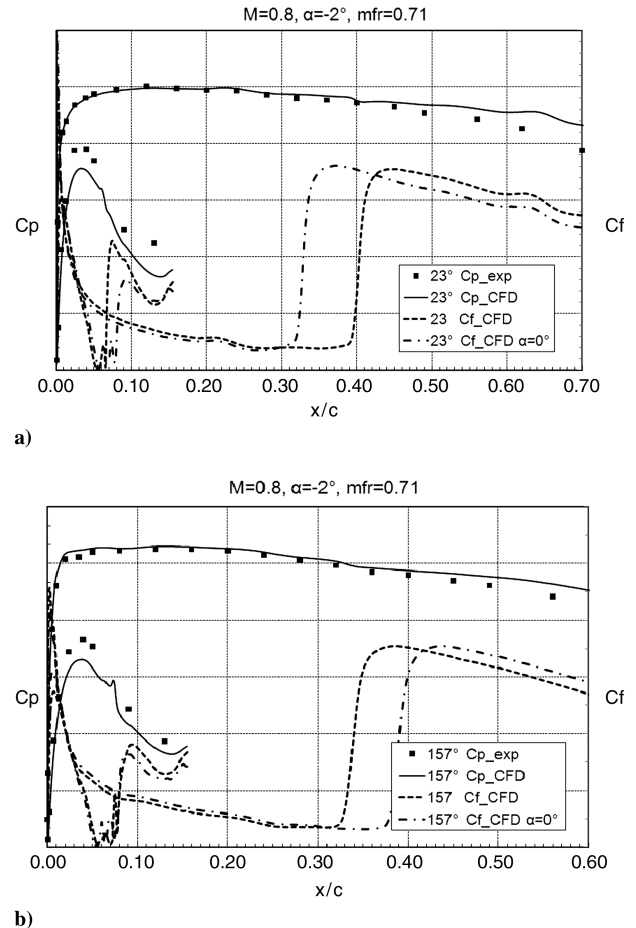 M=0.8, α=-2°, mfr=0.71
Cp
Cf
23° Cp_exp
23° Cp_CFD
23 Cf_CFD
23° Cf_CFD α=0°
0.00 0.10 0.20 0.30 0.40 0.50 0.60 0.70
x/c
a)
M=0.8, α=-2°, mfr=0.71
Cp
Cf
157° Cp_exp
157° Cp_CFD
157 Cf_CFD
157° Cf_CFD α=0°
0.00 0.10 0.20 0.30 0.40 0.50 0.60
x/c
b)